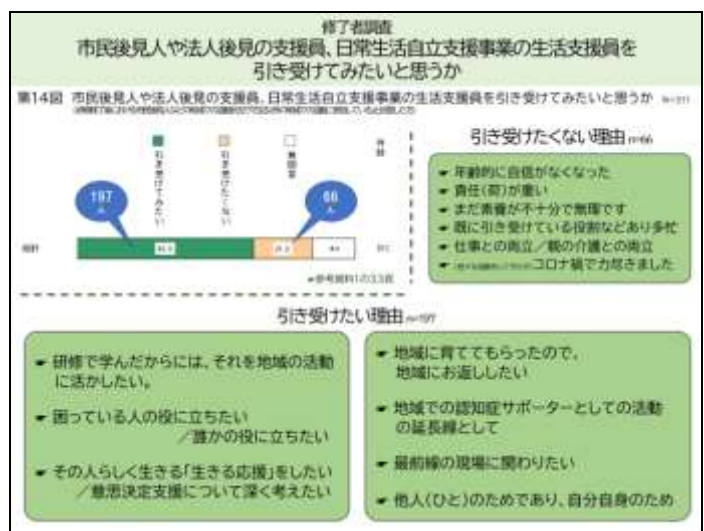 修了者調査
市民後見人や法人後見の支援員、日常生活自立支援事業の生活支援員を
引き受けてみたいと思うか
第14図 市民後見人や法人後見の支援員、日常生活自立支援事業の生活支援員を引き受けてみたいと思うか
引き受けてみたい
引き受けたくない
無回答
197
人
66
人
引き受けたくない理由 n=66
☛ 年齢的に自信がなくなった
☛ 責任(荷)が重い
☛ まだ素養が不十分で無理です
☛ 既に引き受けている役割などあり多忙
☛ 仕事との両立/親の介護との両立
☛ コロナ禍で力尽きました
引き受けたい理由 n=197
☛ 研修で学んだからには、それを地域の活動
に活かしたい。
☛ 困っている人の役に立ちたい
/誰かの役に立ちたい
☛ その人らしく生きる「生きる応援」をしたい
/意思決定支援について深く考えたい
☛ 地域に育ててもらったので、
地域にお返ししたい
☛ 地域での認知症サポーターとしての活動
の延長線として
☛ 最前線の現場に関わりたい
☛ 他人(ひと)のためであり、自分自身のため